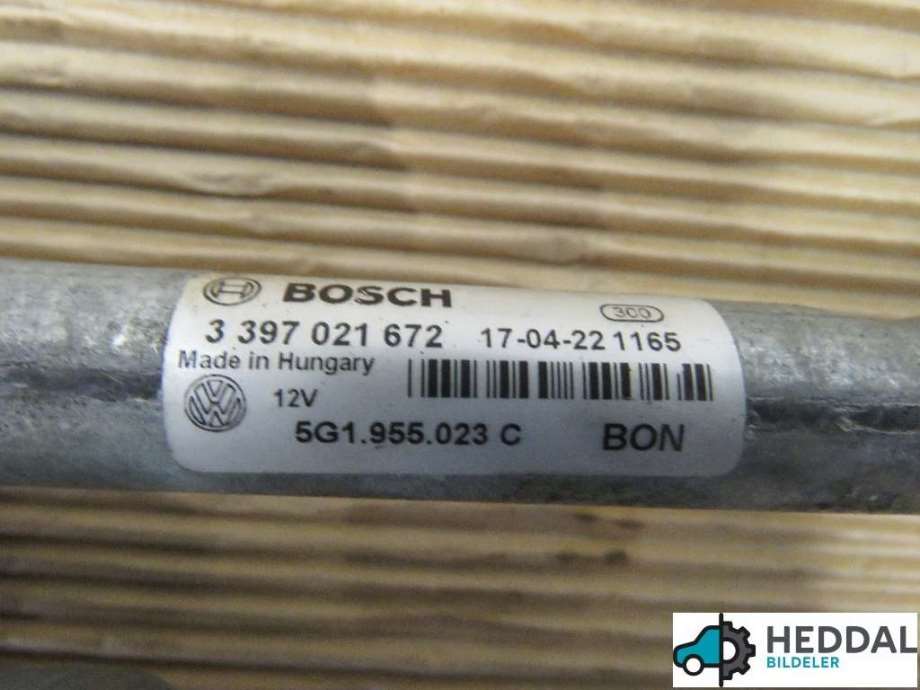 BOSCH
300
3 397 021 672 17-04-22 1165
Made in Hungary
12V
5G1.955.023 C BON
HEDDAL
BILDELER